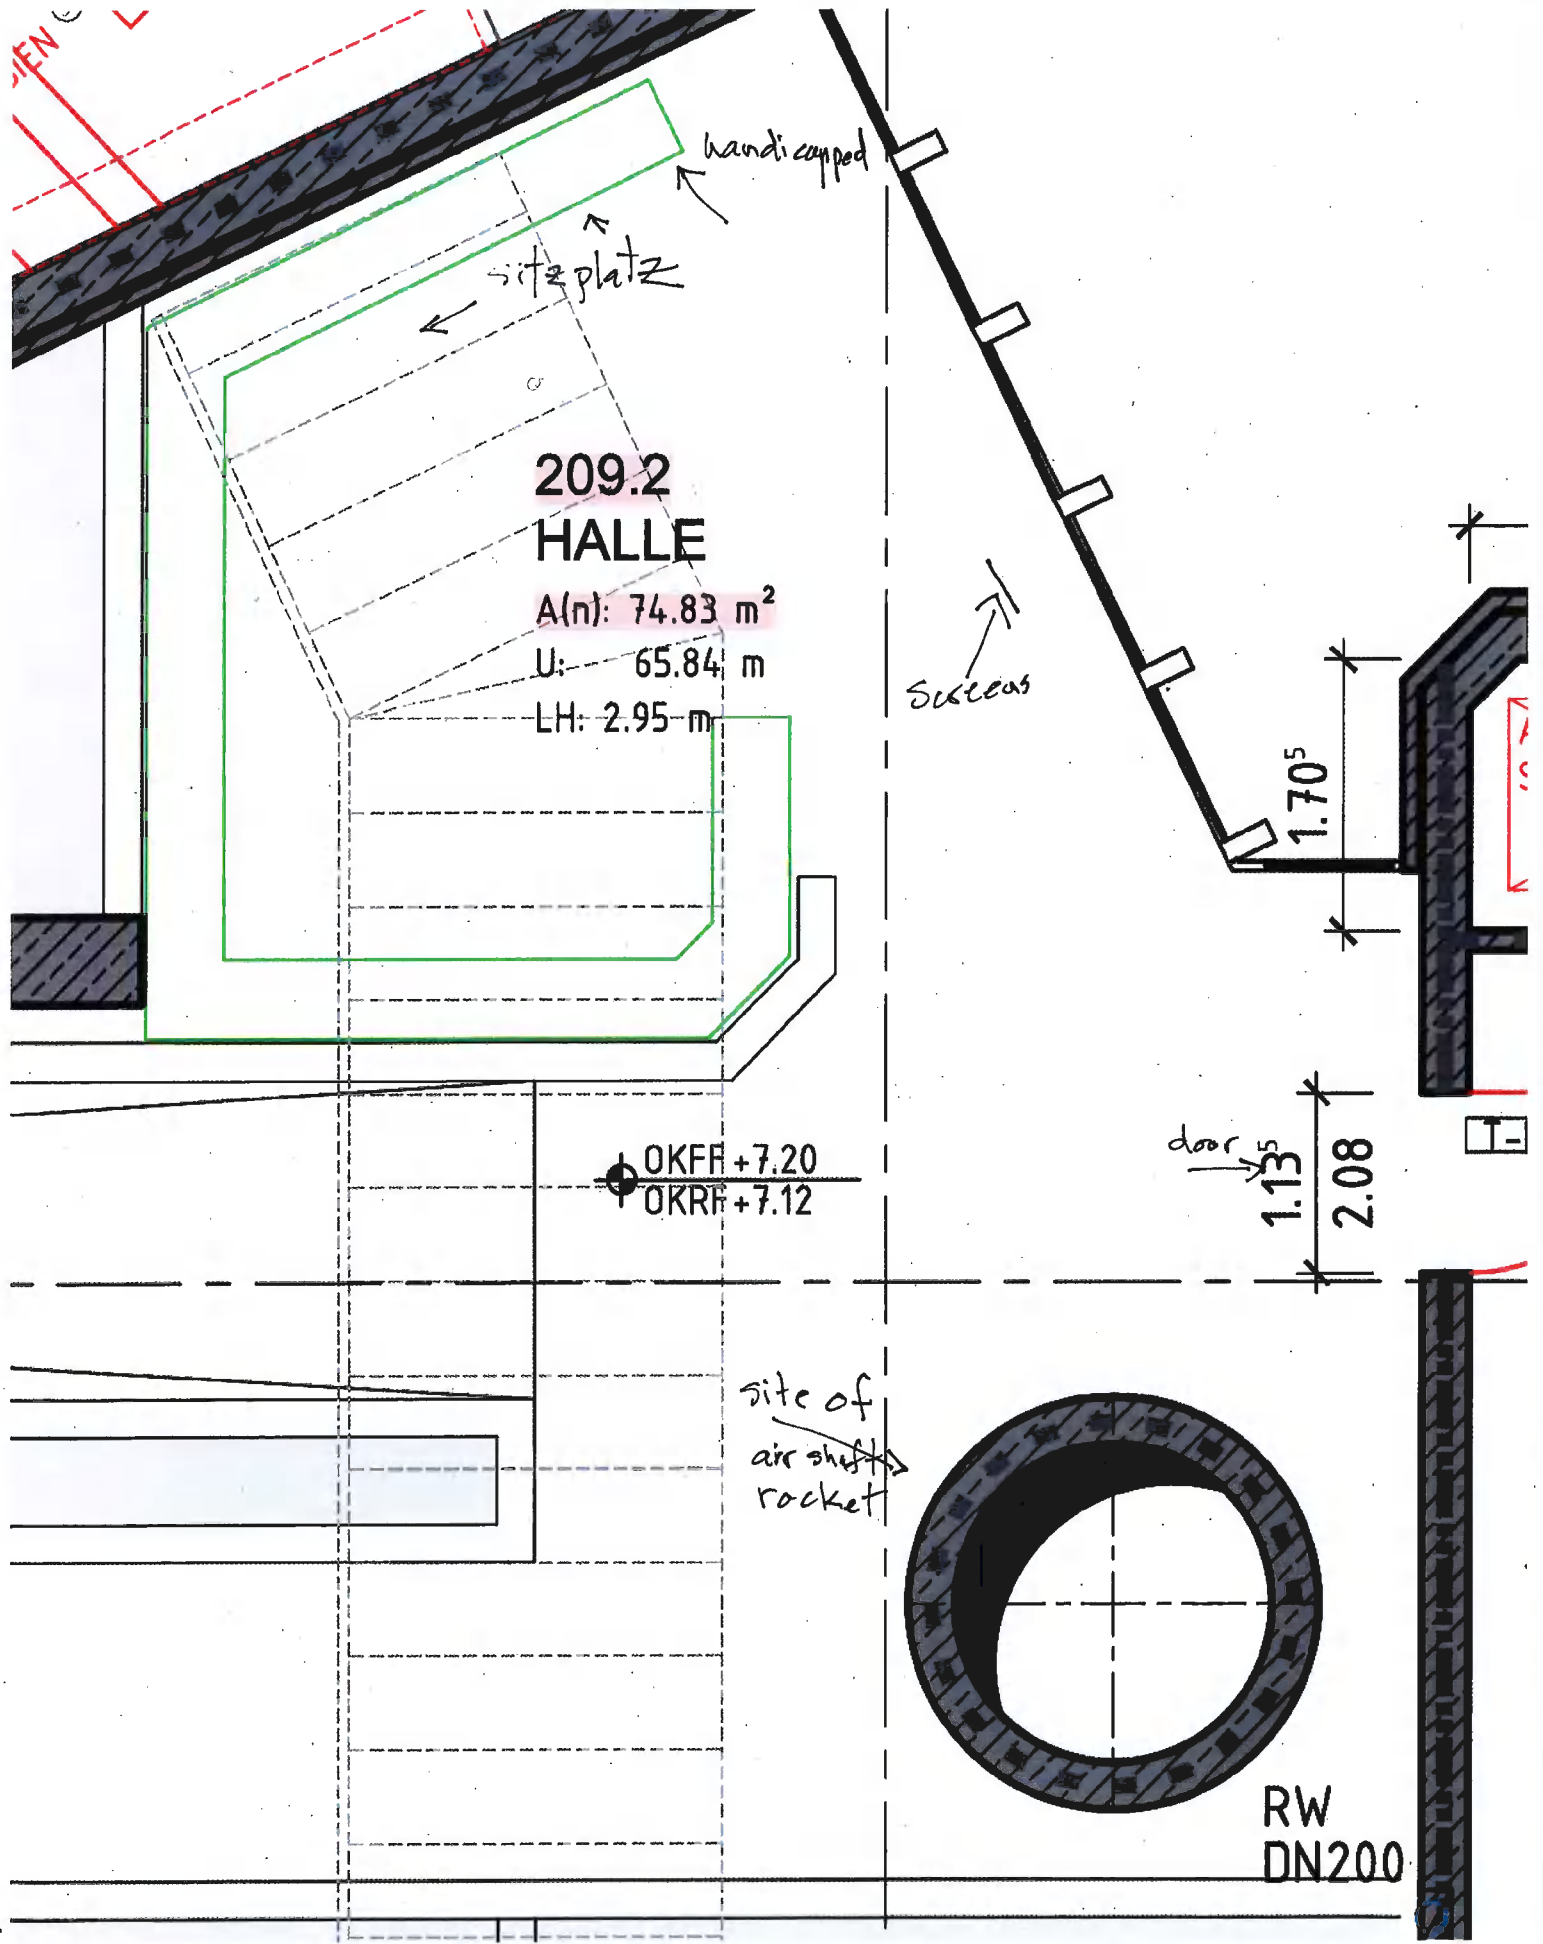 IEN
handicapped
sitzplatz
209.2
HALLE
A(n): 74.83 m²
U: 65.84 m
LH: 2.95 m
Screens
1.70⁵
OKFF +7.20
OKRF +7.12
door
1.13⁵
2.08
site of
air shaft
rocket
RW
DN200